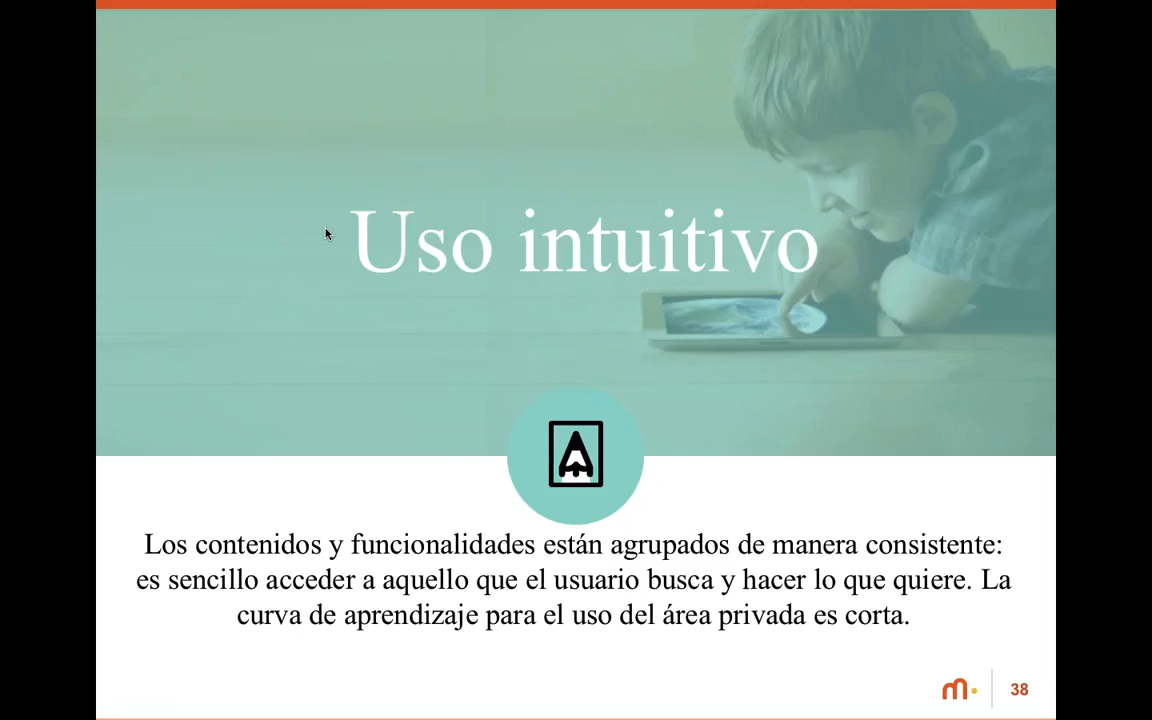 Uso intuitivo
Los contenidos y funcionalidades están agrupados de manera consistente:
es sencillo acceder a aquello que el usuario busca y hacer lo que quiere. La
curva de aprendizaje para el uso del área privada es corta.
m.
38